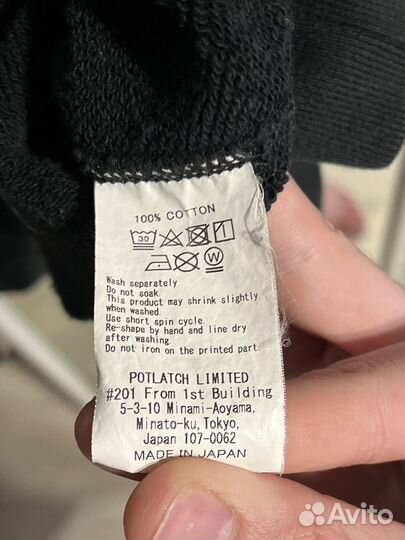 100% COTTON
30
W
Wash separately
Do not soak.
This product may shrink slightly
when washed.
Use short spin cycle.
Re-shape by hand and line dry
after washing.
Do not iron on the printed part.
POTLATCH LIMITED
#201 From 1st Building
5-3-10 Minami-Aoyama,
Minato-ku,Tokyo,
Japan 107-0062
MADE IN JAPAN
Avito